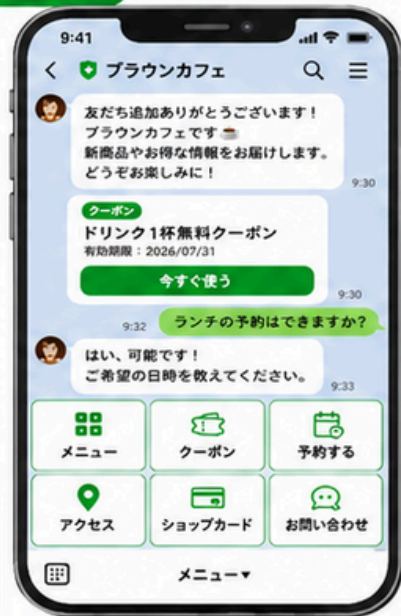 9:41
ブラウンカフェ
友だち追加ありがとうござい​ます！
ブラウンカフェです☕
新商品やお得な情報をお届けします。
どうぞお楽しみに！
9:30
クーポン
ドリンク1杯無料クーポン
有効期限：2026/07/31
今すぐ使う
9:30
9:32
ランチの予約はできますか？
はい、可能です！
ご希望の日時を教えてください。
9:33
メニュー
クーポン
予約する
アクセス
ショップカード
お問い合わせ
メニュー▼